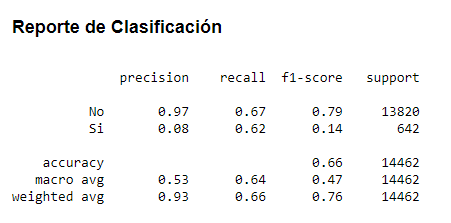 Reporte de Clasificación
precision recall f1-score support
No 0.97 0.67 0.79 13820
Si 0.08 0.62 0.14 642
accuracy 0.66 14462
macro avg 0.53 0.64 0.47 14462
weighted avg 0.93 0.66 0.76 14462